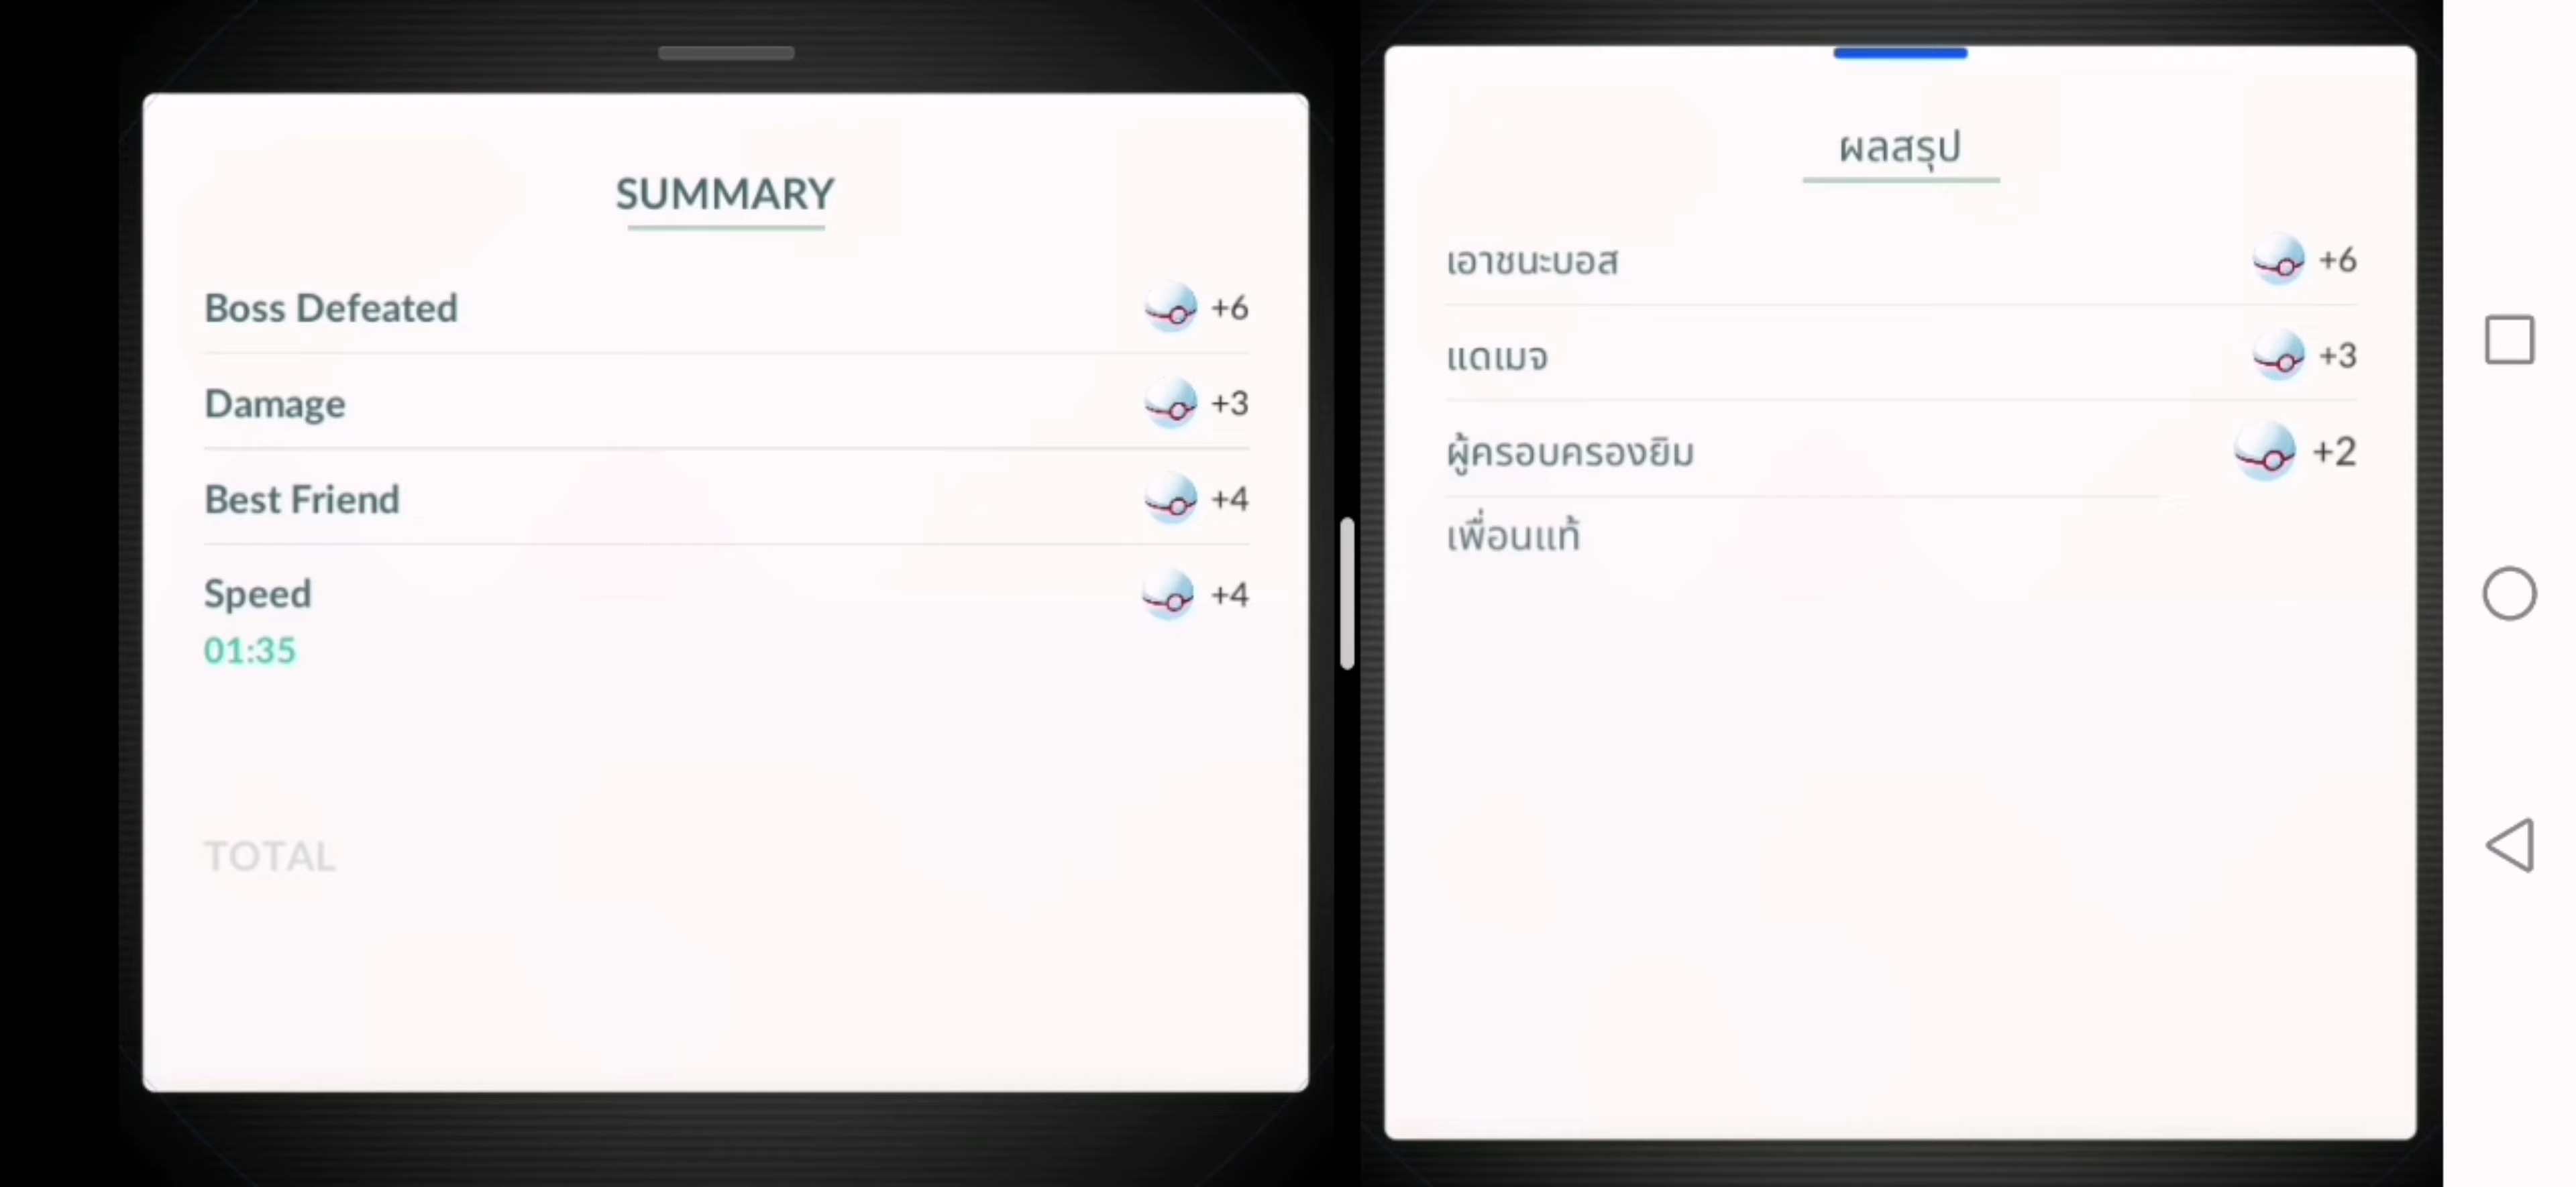 SUMMARY
Boss Defeated +6
Damage +3
Best Friend +4
Speed +4
01:35
TOTAL
ผลสรุป
เอาชนะบอส +6
แดเมจ +3
ผู้ครอบครองยิม +2
เพื่อนแท้